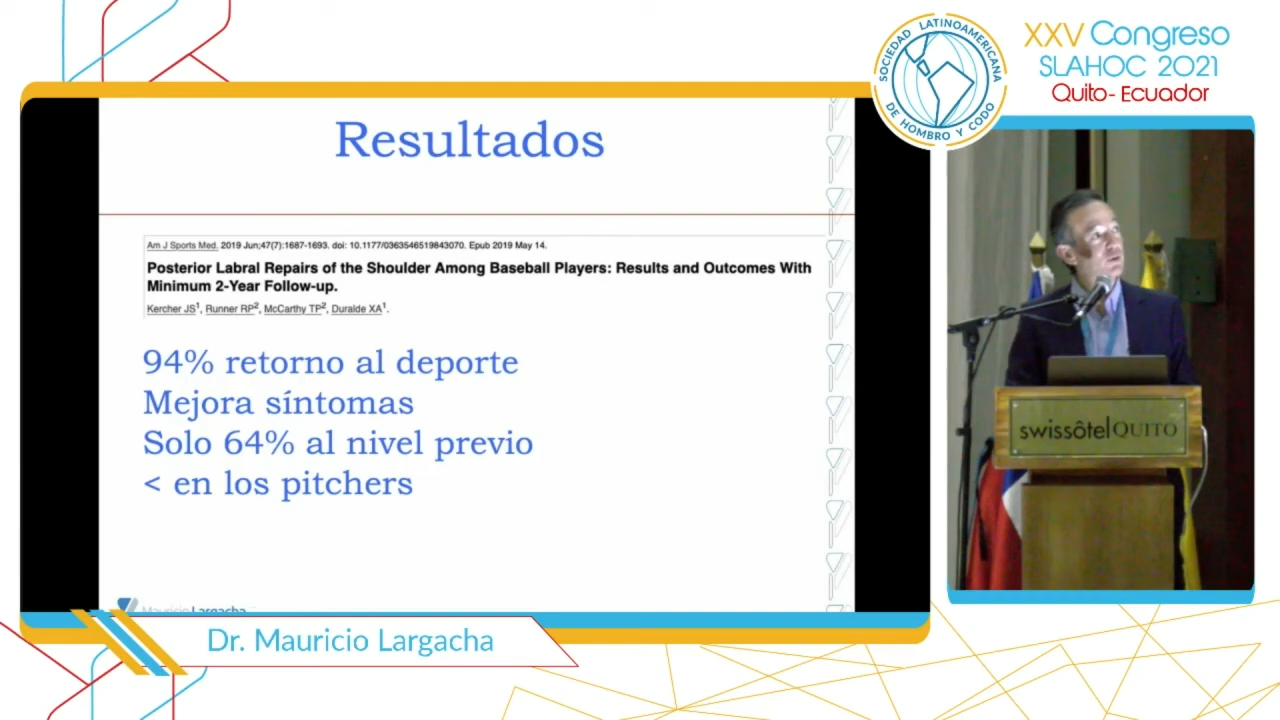 Resultados
Am J Sports Med. 2019 Jun;47(7):1687-1693. doi: 10.1177/0363546519843070. Epub 2019 May 14.
Posterior Labral Repairs of the Shoulder Among Baseball Players: Results and Outcomes With
Minimum 2-Year Follow-up.
Kercher JS1, Runner RP2, McCarthy TP2, Duralde XA1.
94% retorno al deporte
Mejora síntomas
Solo 64% al nivel previo
< en los pitchers
Mauricio Largacha
Dr. Mauricio Largacha
SOCIEDAD LATINOAMERICANA
DE HOMBRO Y CODO
XXV Congreso
SLAHOC 2021
Quito- Ecuador
swissôtel QUITO